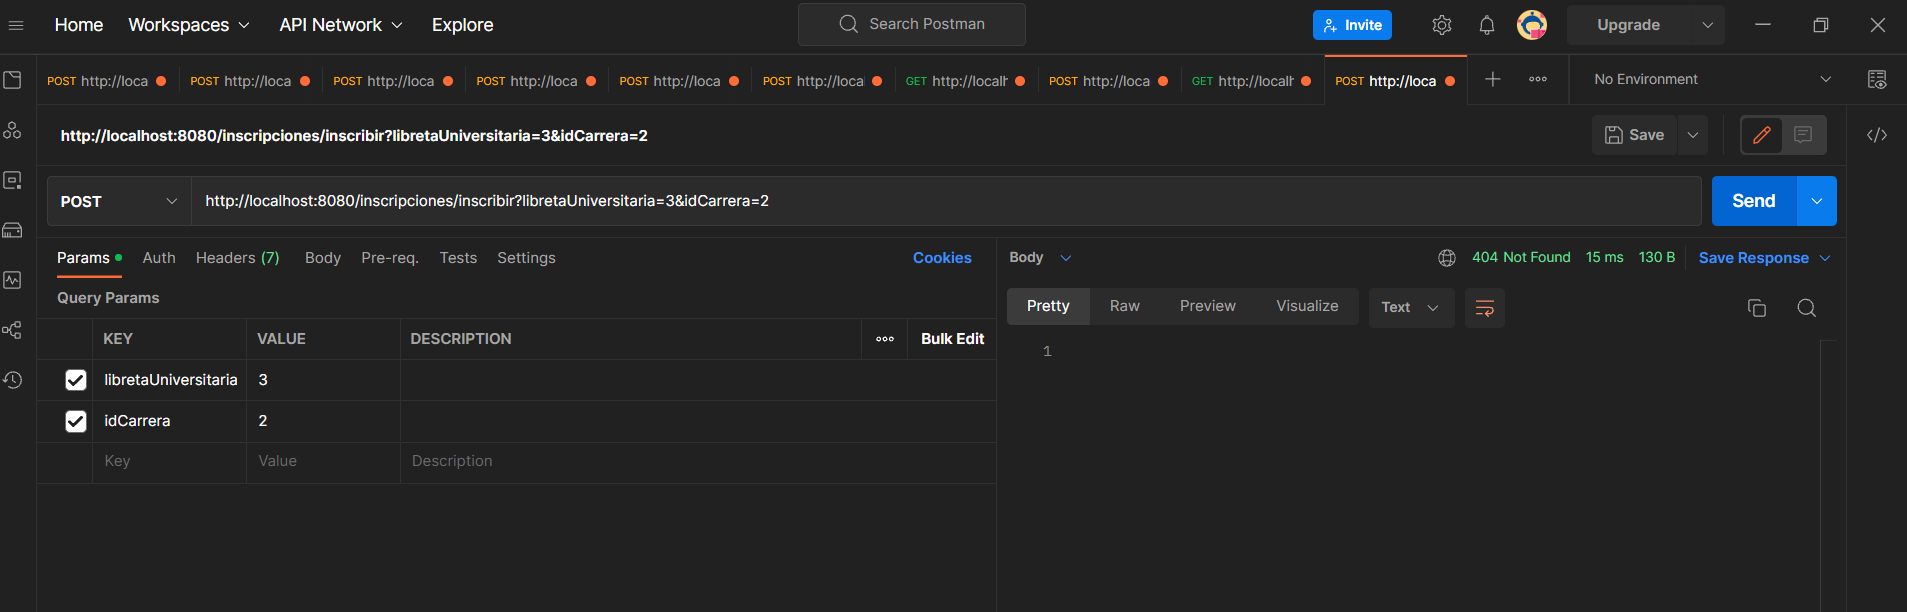 Home Workspaces API Network Explore Search Postman Invite Upgrade
POST http://loca POST http://loca POST http://loca POST http://loca POST http://loca POST http://loca GET http://localh POST http://loca GET http://localh POST http://loca No Environment
http://localhost:8080/inscripciones/inscribir?libretaUniversitaria=3&idCarrera=2 Save
POST http://localhost:8080/inscripciones/inscribir?libretaUniversitaria=3&idCarrera=2 Send
Params Auth Headers (7) Body Pre-req. Tests Settings Cookies
Body 404 Not Found 15 ms 130 B Save Response
Query Params
Pretty Raw Preview Visualize Text
KEY VALUE DESCRIPTION Bulk Edit
1
libretaUniversitaria 3
idCarrera 2
Key Value Description